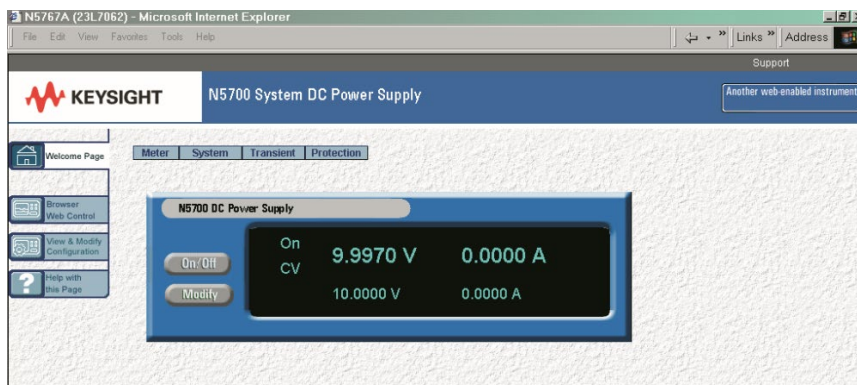 N5767A (23L7062) - Microsoft Internet Explorer
File Edit View Favorites Tools Help
» Links » Address
Support
KEYSIGHT
N5700 System DC Power Supply
Another web-enabled instrument
Welcome Page
Meter System Transient Protection
Browser
Web Control
View & Modify
Configuration
Help with
this Page
N5700 DC Power Supply
On/Off
Modify
On
CV
9.9970 V 0.0000 A
10.0000 V 0.0000 A